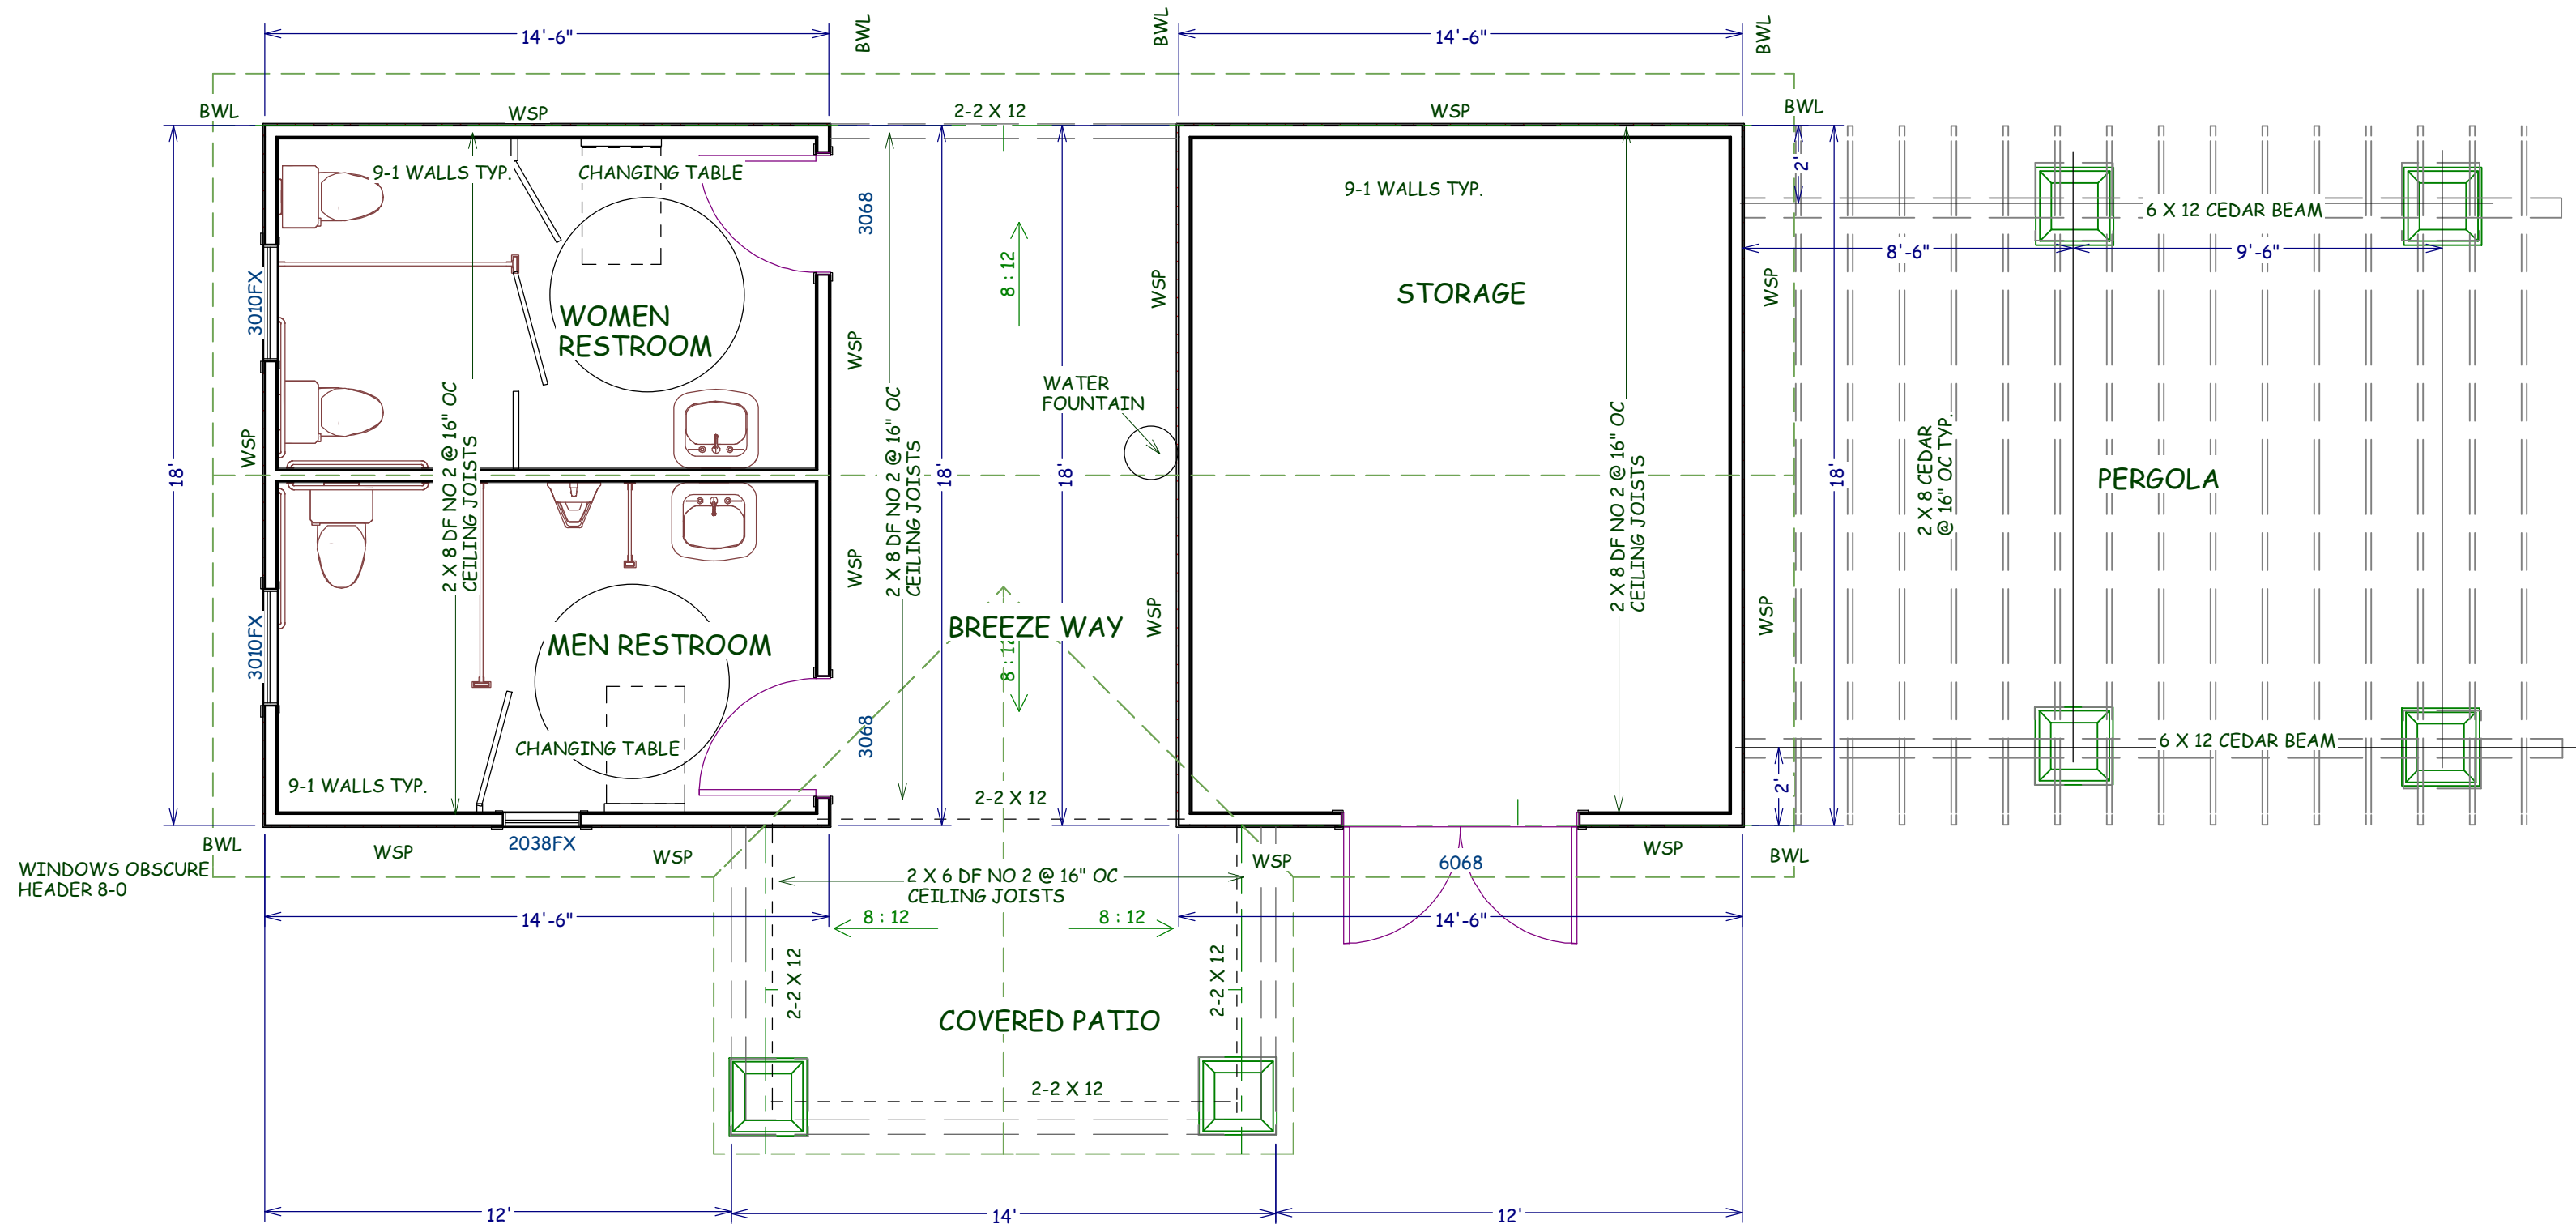 BWL
BWL
BWL
14'-6"
14'-6"
BWL
WSP
2-2 X 12
WSP
BWL
9-1 WALLS TYP.
CHANGING TABLE
9-1 WALLS TYP.
2'
3068
6 X 12 CEDAR BEAM
8'-6"
9'-6"
3010FX
8 : 12
WSP
WSP
STORAGE
WOMEN
RESTROOM
WSP
WATER
FOUNTAIN
WSP
18'
2 X 8 DF NO 2 @ 16" OC
CEILING JOISTS
2 X 8 DF NO 2 @ 16" OC
CEILING JOISTS
18'
18'
2 X 8 DF NO 2 @ 16" OC
CEILING JOISTS
18'
2 X 8 CEDAR
@ 16" OC TYP.
PERGOLA
WSP
WSP
WSP
BREEZE WAY
MEN RESTROOM
3010FX
8 : 12
3068
CHANGING TABLE
6 X 12 CEDAR BEAM
9-1 WALLS TYP.
2-2 X 12
2'
BWL
WSP
2038FX
WSP
WSP
6068
WSP
BWL
WINDOWS OBSCURE
HEADER 8-0
2 X 6 DF NO 2 @ 16" OC
CEILING JOISTS
14'-6"
8 : 12
8 : 12
14'-6"
2-2 X 12
2-2 X 12
COVERED PATIO
2-2 X 12
12'
14'
12'